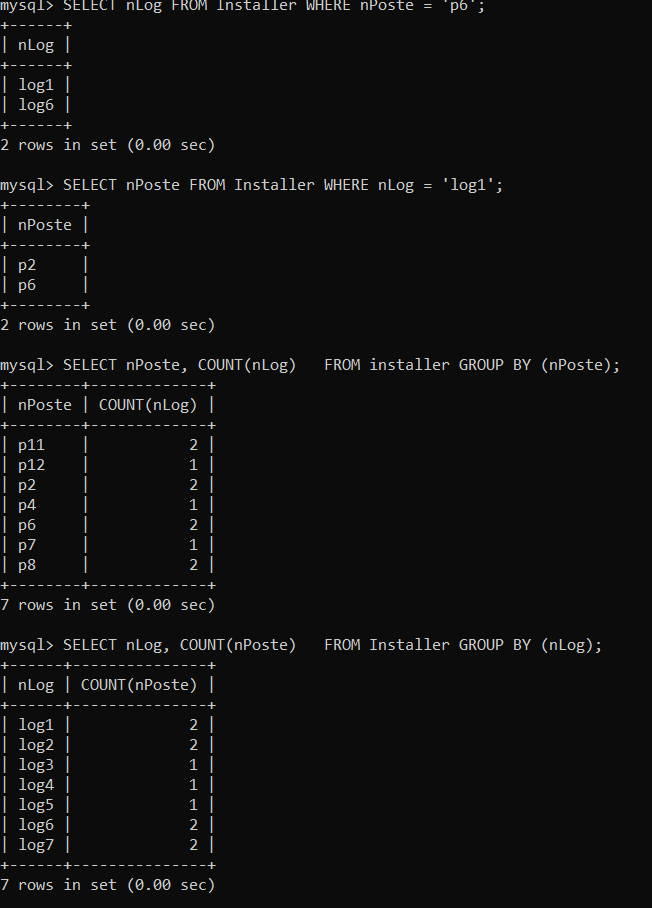 mysql> SELECT nLog FROM Installer WHERE nPoste = 'p6';
+------+
| nLog |
+------+
| log1 |
| log6 |
+------+
2 rows in set (0.00 sec)

mysql> SELECT nPoste FROM Installer WHERE nLog = 'log1';
+--------+
| nPoste |
+--------+
| p2     |
| p6     |
+--------+
2 rows in set (0.00 sec)

mysql> SELECT nPoste, COUNT(nLog)   FROM installer GROUP BY (nPoste);
+--------+-------------+
| nPoste | COUNT(nLog) |
+--------+-------------+
| p11    |           2 |
| p12    |           1 |
| p2     |           2 |
| p4     |           1 |
| p6     |           2 |
| p7     |           1 |
| p8     |           2 |
+--------+-------------+
7 rows in set (0.00 sec)

mysql> SELECT nLog, COUNT(nPoste)   FROM Installer GROUP BY (nLog);
+------+---------------+
| nLog | COUNT(nPoste) |
+------+---------------+
| log1 |             2 |
| log2 |             2 |
| log3 |             1 |
| log4 |             1 |
| log5 |             1 |
| log6 |             2 |
| log7 |             2 |
+------+---------------+
7 rows in set (0.00 sec)